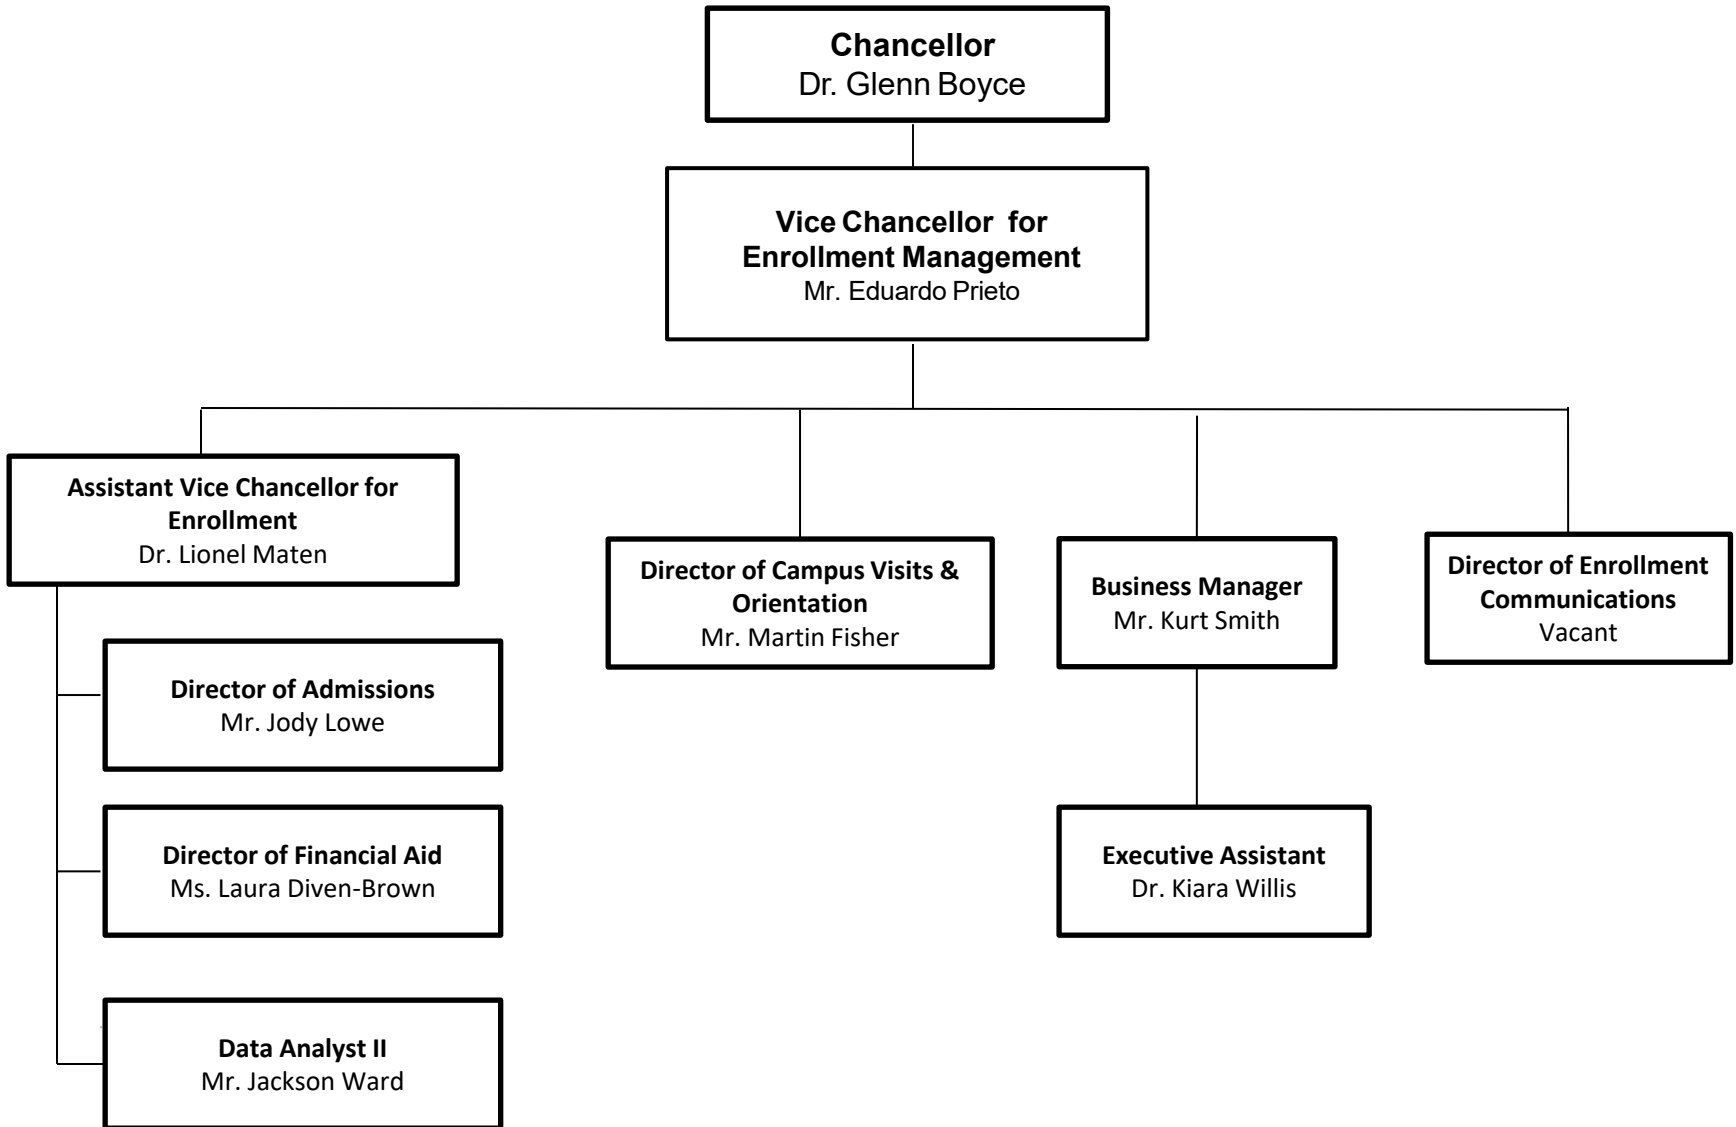 Chancellor
Dr. Glenn Boyce
Vice Chancellor for
Enrollment Management
Mr. Eduardo Prieto
Assistant Vice Chancellor for
Enrollment
Dr. Lionel Maten
Director of Campus Visits &
Orientation
Mr. Martin Fisher
Business Manager
Mr. Kurt Smith
Director of Enrollment
Communications
Vacant
Director of Admissions
Mr. Jody Lowe
Director of Financial Aid
Ms. Laura Diven-Brown
Executive Assistant
Dr. Kiara Willis
Data Analyst II
Mr. Jackson Ward